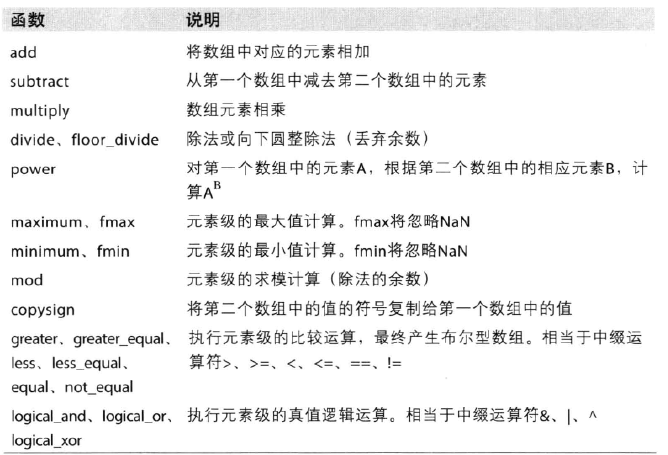 函数 说明
add 将数组中对应的元素相加
subtract 从第一个数组中减去第二个数组中的元素
multiply 数组元素相乘
divide、floor_divide 除法或向下圆整除法（丢弃余数）
power 对第一个数组中的元素A，根据第二个数组中的相应元素B，计
算A^B
maximum、fmax 元素级的最大值计算。fmax将忽略NaN
minimum、fmin 元素级的最小值计算。fmin将忽略NaN
mod 元素级的求模计算（除法的余数）
copysign 将第二个数组中的值的符号复制给第一个数组中的值
greater、greater_equal、 执行元素级的比较运算，最终产生布尔型数组。相当于中缀运
less、less_equal、 算符>、>=、<、<=、==、!=
equal、not_equal
logical_and、logical_or、 执行元素级的真值逻辑运算。相当于中缀运算符&、|、^
logical_xor